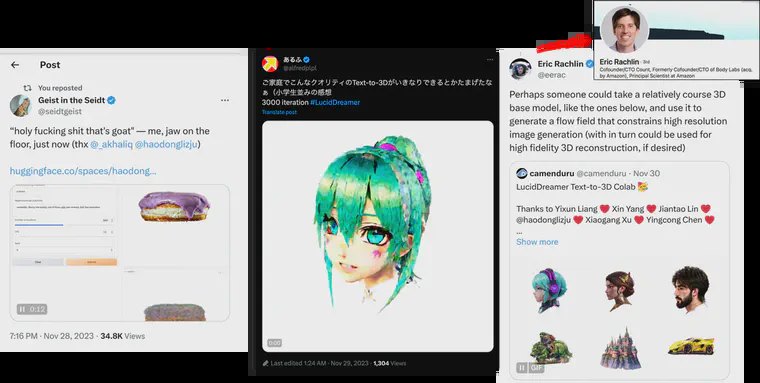 Post
You reposted
Geist in the Seidt
@seidtgeist
“holy fucking shit that's goat” — me, jaw on the
floor, just now (thx @_akhaliq @haodonglizju)
huggingface.co/spaces/haodong...
0:12
7:16 PM · Nov 28, 2023 · 34.8K Views
あるふ
@alfredplpl
ご家庭でこんなクオリティのText-to-3Dがいきなりできるとかたまげたな
ぁ（小学生並みの感想
3000 iteration #LucidDreamer
Translate post
0:00
Last edited 1:24 AM · Nov 29, 2023 · 1,304 Views
Eric Rachlin · 3rd
Cofounder/CTO Count, Formerly Cofounder/CTO of Body Labs (acq.
by Amazon), Principal Scientist at Amazon
Eric Rachlin
@eerac
Perhaps someone could take a relatively course 3D
base model, like the ones below, and use it to
generate a flow field that constrains high resolution
image generation (with in turn could be used for
high fidelity 3D reconstruction, if desired)
camenduru @camenduru · Nov 30
LucidDreamer Text-to-3D Colab 🥳
Thanks to Yixun Liang ❤️ Xin Yang ❤️ Jiantao Lin ❤️
@haodonglizju ❤️ Xiaogang Xu ❤️ Yingcong Chen ❤️
...
Show more
GIF